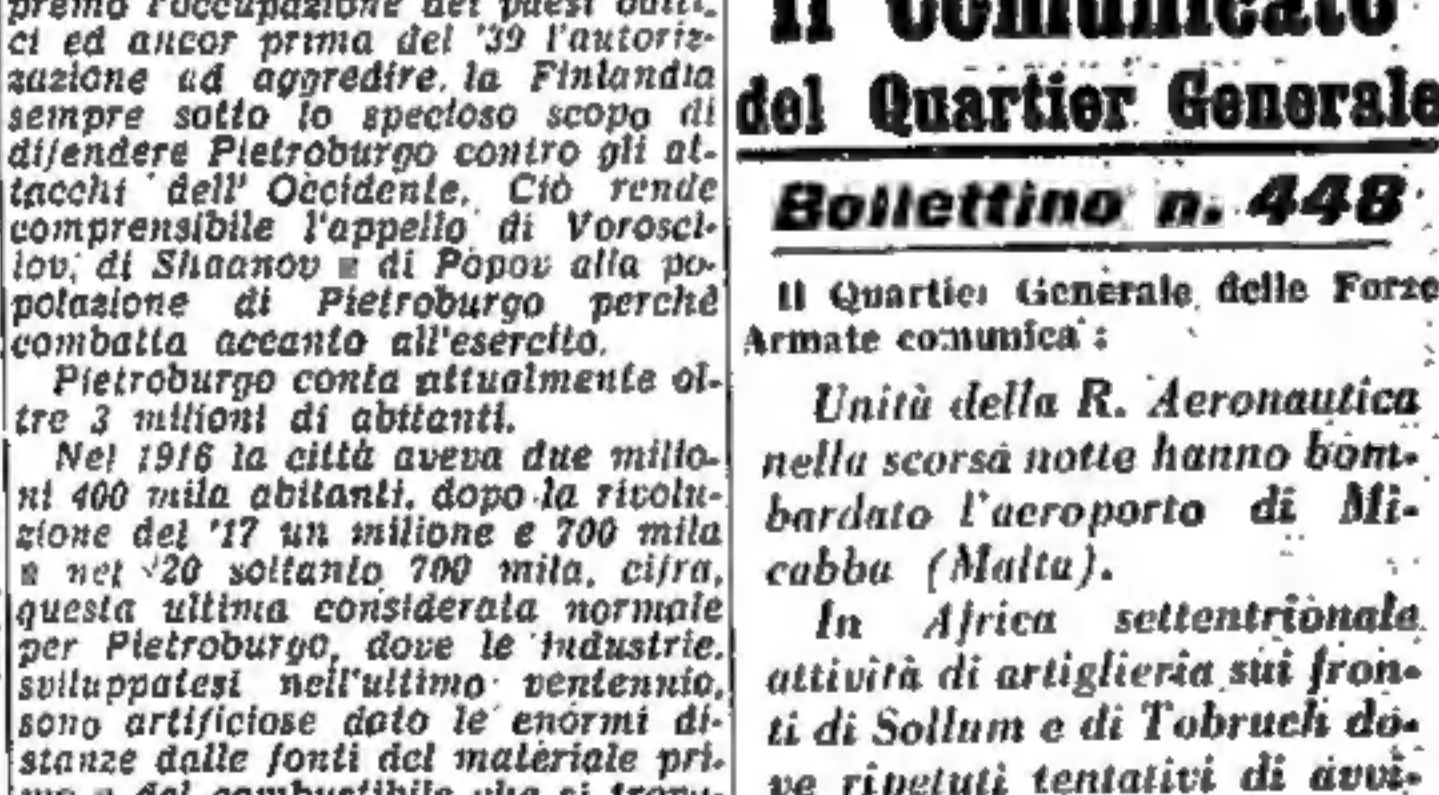 premo l'occupazione dei paesi balti-
ci ed ancor prima del '39 l'autoriz-
zazione ad aggredire la Finlandia
sempre sotto lo specioso scopo di
difendere Pietroburgo contro gli at-
tacchi dell' Occidente. Ciò rende
comprensibile l'appello di Vorosci-
lov, di Shaanov e di Popov alla po-
polazione di Pietroburgo perchè
combatta accanto all'esercito.
Pietroburgo conta attualmente ol-
tre 3 milioni di abitanti.
Nel 1916 la città aveva due milio-
ni 400 mila abitanti, dopo la rivolu-
zione del '17 un milione e 700 mila
e nel '20 soltanto 700 mila, cifra,
questa ultima considerata normale
per Pietroburgo, dove le industrie,
sviluppatesi nell'ultimo ventennio,
sono artificiose dato le enormi di-
stanze dalle fonti del materiale pri-
del combustibile che si
Il Comunicato
del Quartier Generale
Bollettino n. 448
Il Quartier Generale delle Forze
Armate comunica :
Unità della R. Aeronautica
nella scorsa notte hanno bom-
bardato l'aeroporto di Mi-
cabba (Malta).
In Africa settentrionale
attività di artiglieria sui fron-
ti di Sollum e di Tobruch do-
ve ripetuti tentativi di avvi-